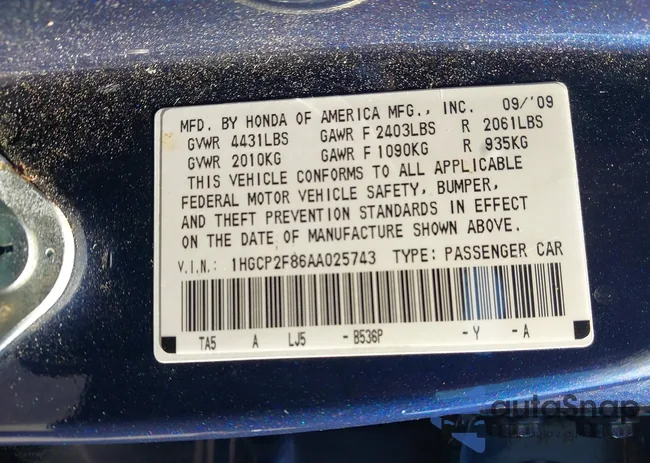 MFD. BY HONDA OF AMERICA MFG., INC. 09/'09
GVWR 4431LBS GAWR F 2403LBS R 2061LBS
GVWR 2010KG GAWR F 1090KG R 935KG
THIS VEHICLE CONFORMS TO ALL APPLICABLE
FEDERAL MOTOR VEHICLE SAFETY, BUMPER,
AND THEFT PREVENTION STANDARDS IN EFFECT
ON THE DATE OF MANUFACTURE SHOWN ABOVE.
V.I.N.: 1HGCP2F86AA025743 TYPE: PASSENGER CAR
TA5 A LJ5 -B536P -Y -A
autoSnap